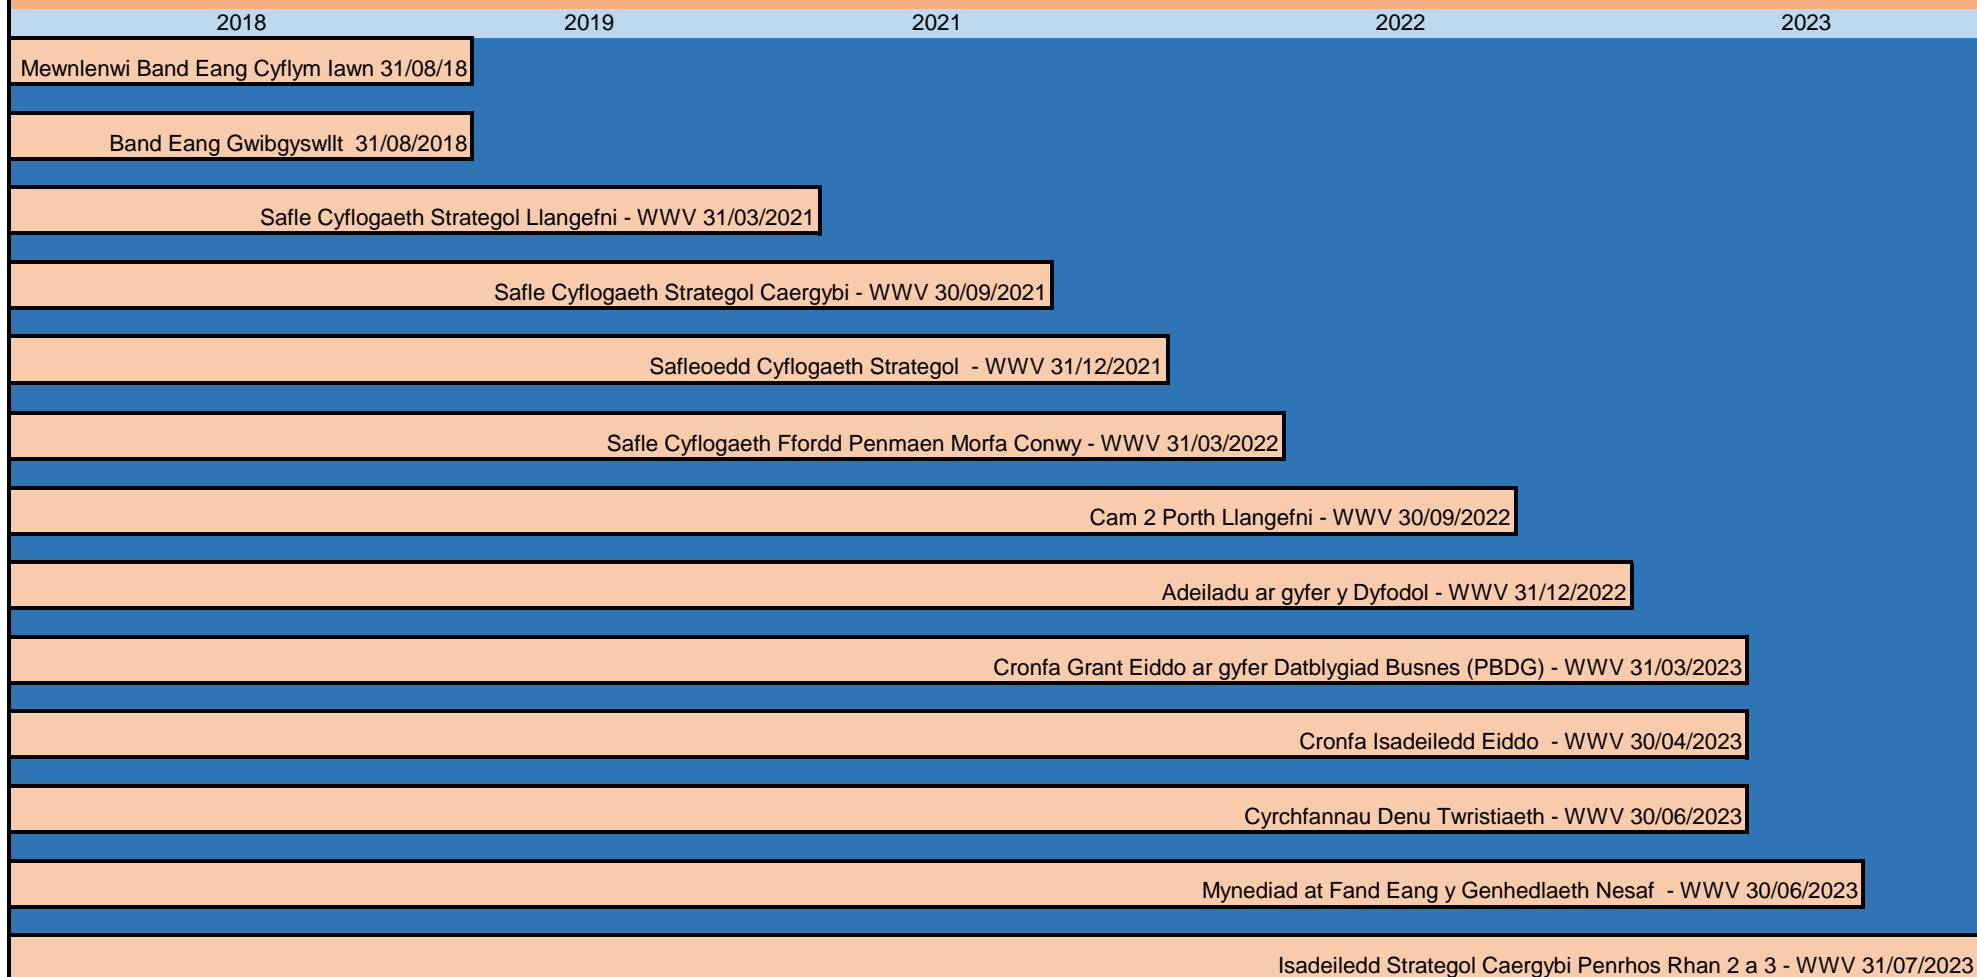 2018 2019 2021 2022 2023
Mewnlenwi Band Eang Cyflym Iawn 31/08/18
Band Eang Gwibgyswllt 31/08/2018
Safle Cyflogaeth Strategol Llangefni - WWV 31/03/2021
Safle Cyflogaeth Strategol Caergybi - WWV 30/09/2021
Safleoedd Cyflogaeth Strategol - WWV 31/12/2021
Safle Cyflogaeth Ffordd Penmaen Morfa Conwy - WWV 31/03/2022
Cam 2 Porth Llangefni - WWV 30/09/2022
Adeiladu ar gyfer y Dyfodol - WWV 31/12/2022
Cronfa Grant Eiddo ar gyfer Datblygiad Busnes (PBDG) - WWV 31/03/2023
Cronfa Isadeiledd Eiddo - WWV 30/04/2023
Cyrchfannau Denu Twristiaeth - WWV 30/06/2023
Mynediad at Fand Eang y Genhedlaeth Nesaf - WWV 30/06/2023
Isadeiledd Strategol Caergybi Penrhos Rhan 2 a 3 - WWV 31/07/2023